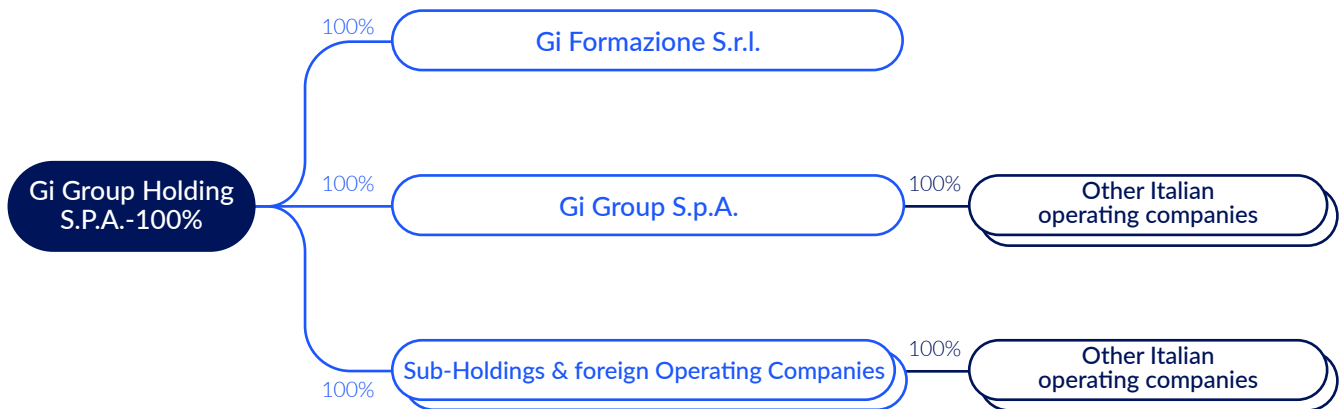 100%
Gi Formazione S.r.l.
Gi Group Holding
S.P.A.-100%
100%
Gi Group S.p.A.
100%
Other Italian
operating companies
100%
Sub-Holdings & foreign Operating Companies
100%
Other Italian
operating companies